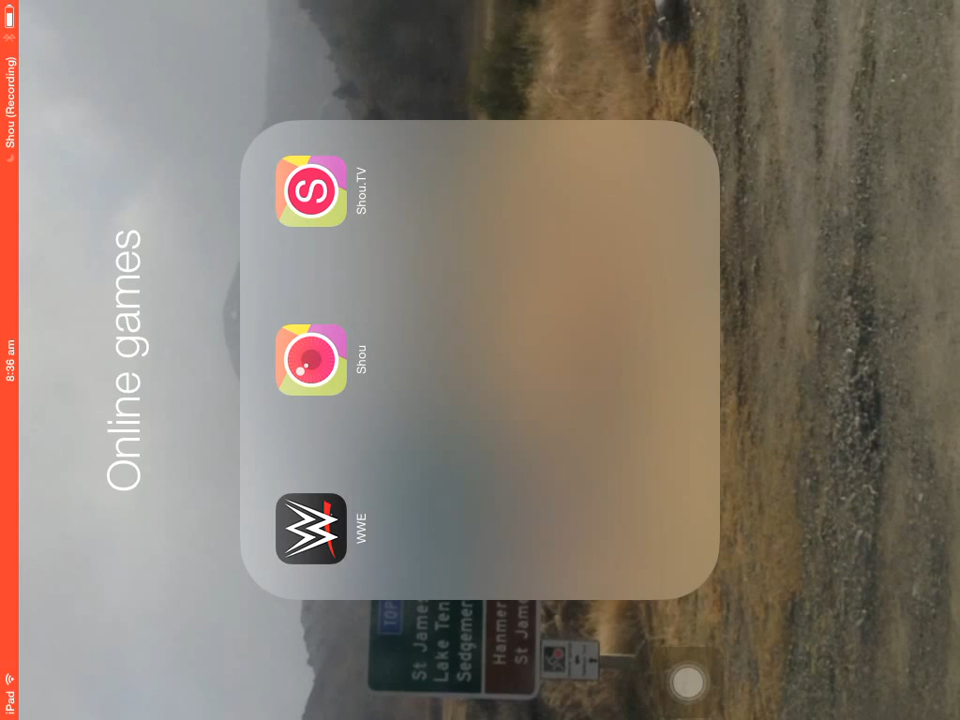 iPad
8:36 am
Shou (Recording)
Online games
WWE
Shou
Shou.TV
TOP
St James
Lake Ten
Sedgemer
Hanmer
St Jame